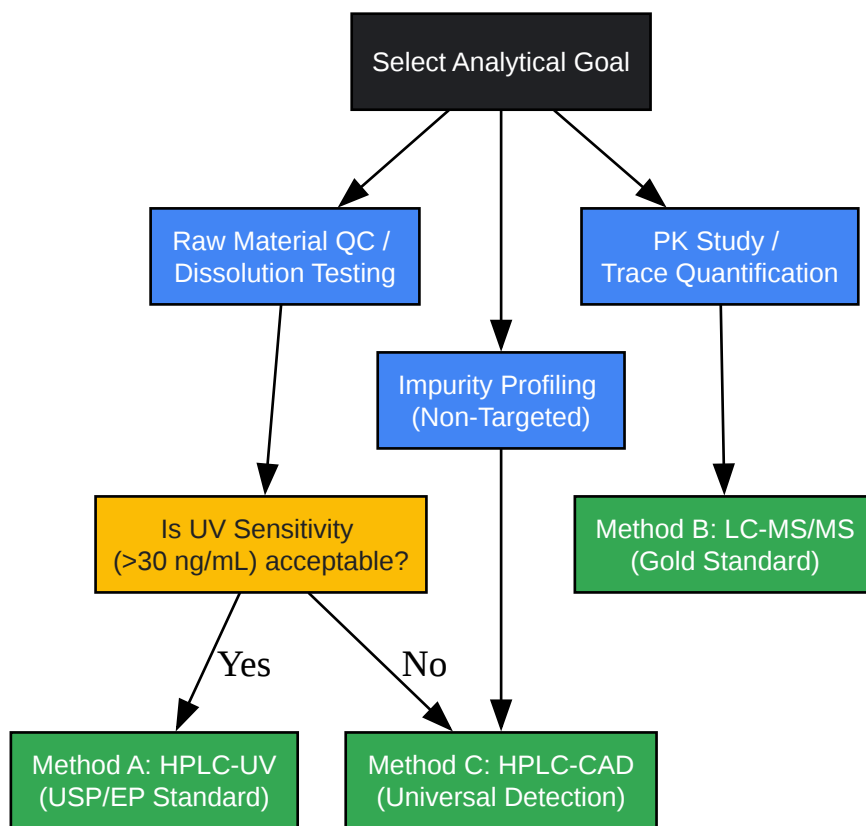 Select Analytical Goal
Raw Material QC /
Dissolution Testing
PK Study /
Trace Quantification
Impurity Profiling
(Non-Targeted)
Is UV Sensitivity
(>30 ng/mL) acceptable?
Method B: LC-MS/MS
(Gold Standard)
Yes
No
Method A: HPLC-UV
(USP/EP Standard)
Method C: HPLC-CAD
(Universal Detection)